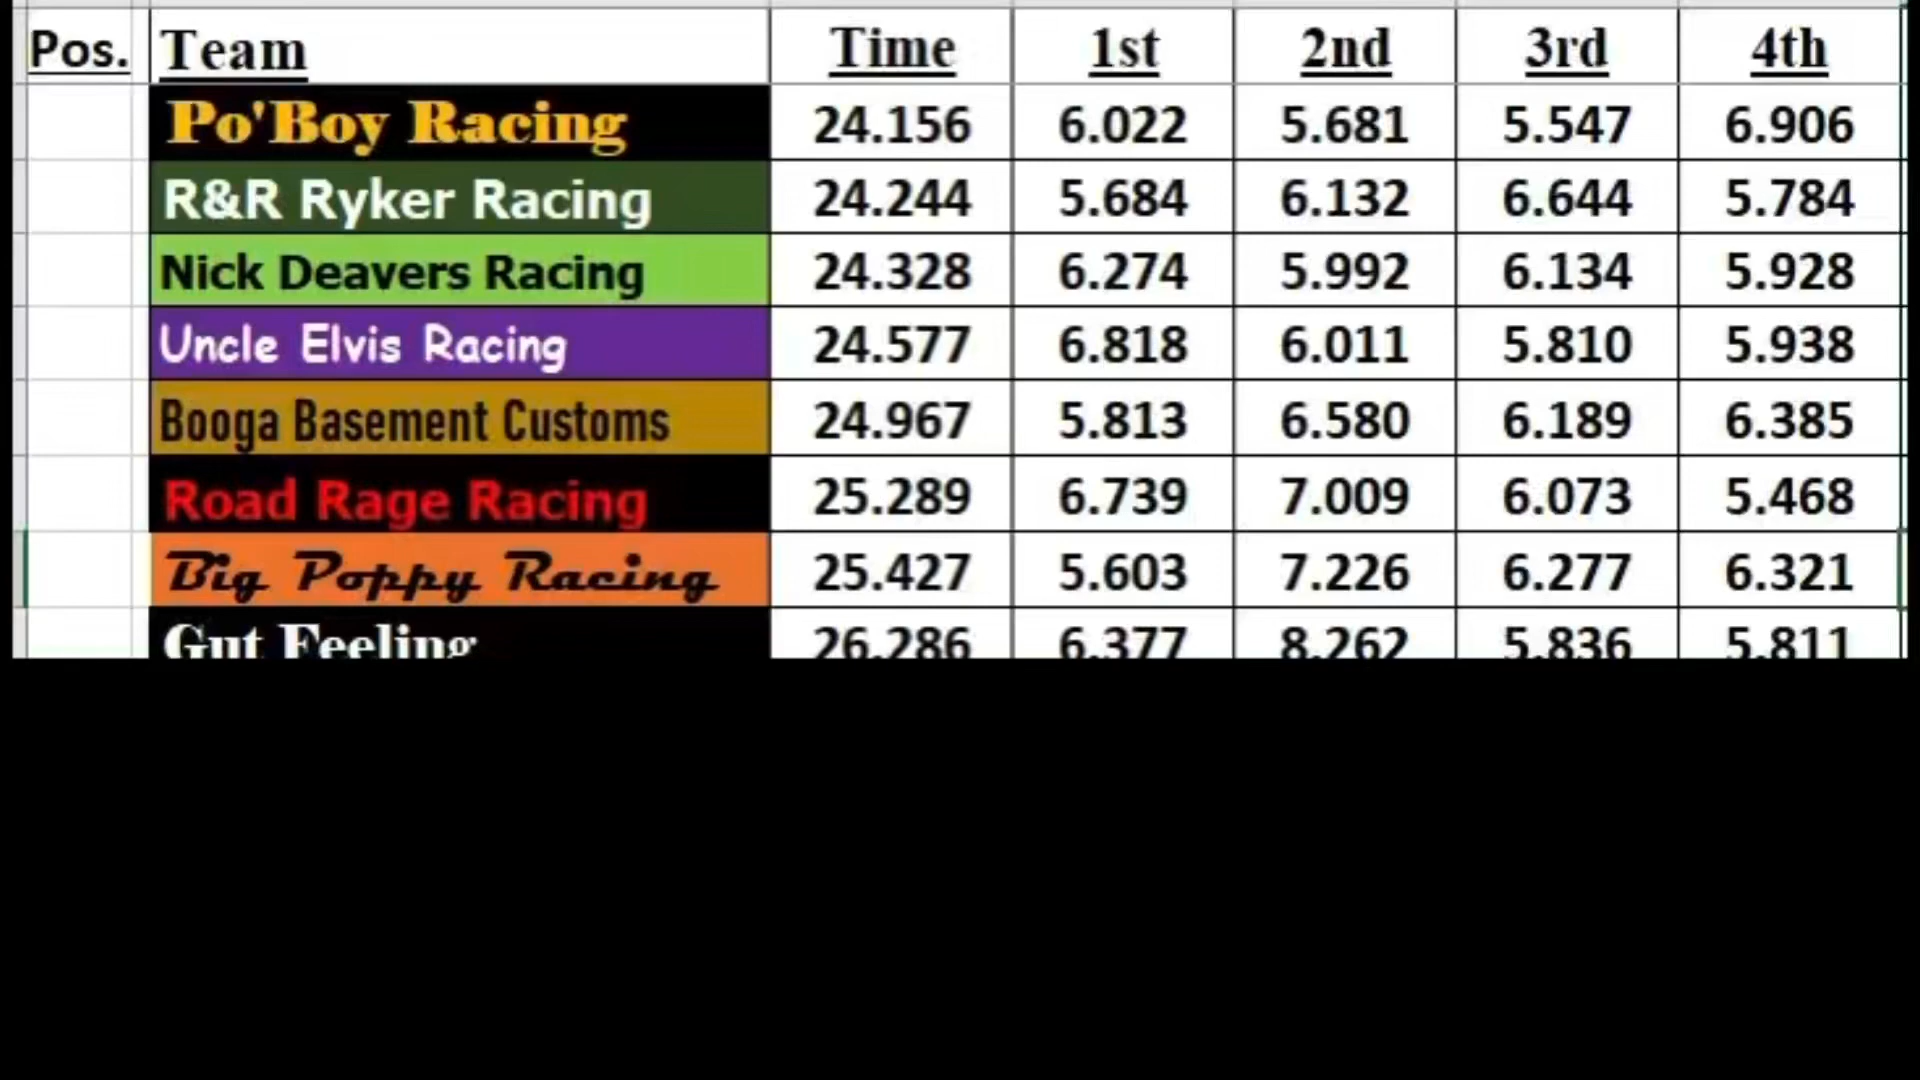 Pos. Team Time 1st 2nd 3rd 4th
Po'Boy Racing 24.156 6.022 5.681 5.547 6.906
R&R Ryker Racing 24.244 5.684 6.132 6.644 5.784
Nick Deavers Racing 24.328 6.274 5.992 6.134 5.928
Uncle Elvis Racing 24.577 6.818 6.011 5.810 5.938
Booga Basement Customs 24.967 5.813 6.580 6.189 6.385
Road Rage Racing 25.289 6.739 7.009 6.073 5.468
Big Poppy Racing 25.427 5.603 7.226 6.277 6.321
Gut Feeling 26.286 6.377 8.262 5.836 5.811